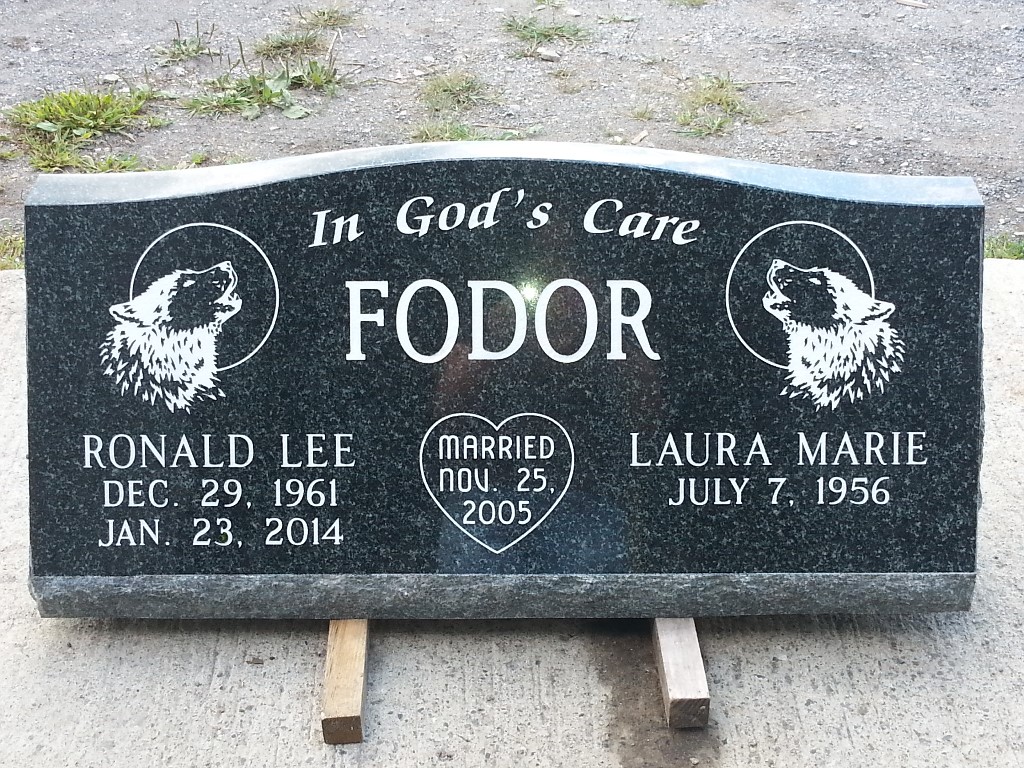 In God's Care
FODOR
RONALD LEE
DEC. 29, 1961
JAN. 23, 2014
MARRIED
NOV. 25,
2005
LAURA MARIE
JULY 7, 1956